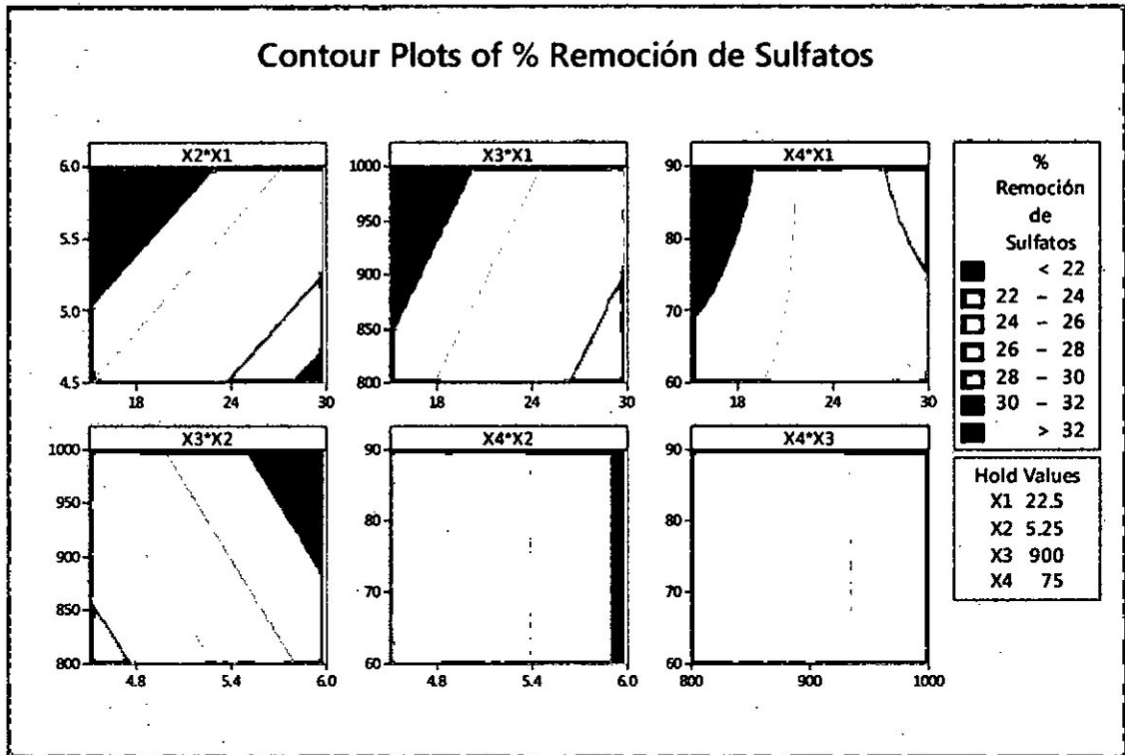 Contour Plots of % Remoción de Sulfatos
X2*X1
6.0
5.5
5.0
4.5
18 24 30
X3*X1
1000
950
900
850
800
18 24 30
X4*X1
90
80
70
60
18 24 30
%
Remoción
de
Sulfatos
< 22
22 – 24
24 – 26
26 – 28
28 – 30
30 – 32
> 32
X3*X2
1000
950
900
850
800
4.8 5.4 6.0
X4*X2
90
80
70
60
4.8 5.4 6.0
X4*X3
90
80
70
60
800 900 1000
Hold Values
X1 22.5
X2 5.25
X3 900
X4 75